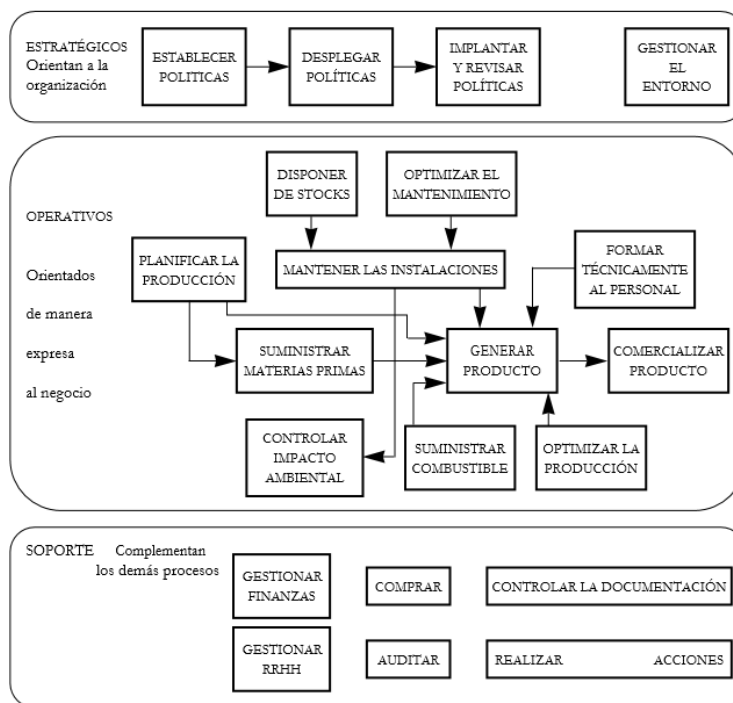 ESTRATÉGICOS
Orientan a la
organización
ESTABLECER
POLITICAS
DESPLEGAR
POLÍTICAS
IMPLANTAR
Y REVISAR
POLÍTICAS
GESTIONAR
EL
ENTORNO
OPERATIVOS
Orientados
de manera
expresa
al negocio
DISPONER
DE STOCKS
OPTIMIZAR EL
MANTENIMIENTO
PLANIFICAR LA
PRODUCCIÓN
MANTENER LAS INSTALACIONES
FORMAR
TÉCNICAMENTE
AL PERSONAL
SUMINISTRAR
MATERIAS PRIMAS
GENERAR
PRODUCTO
COMERCIALIZAR
PRODUCTO
CONTROLAR
IMPACTO
AMBIENTAL
SUMINISTRAR
COMBUSTIBLE
OPTIMIZAR LA
PRODUCCIÓN
SOPORTE Complementan
los demás procesos
GESTIONAR
FINANZAS
COMPRAR
CONTROLAR LA DOCUMENTACIÓN
GESTIONAR
RRHH
AUDITAR
REALIZAR ACCIONES